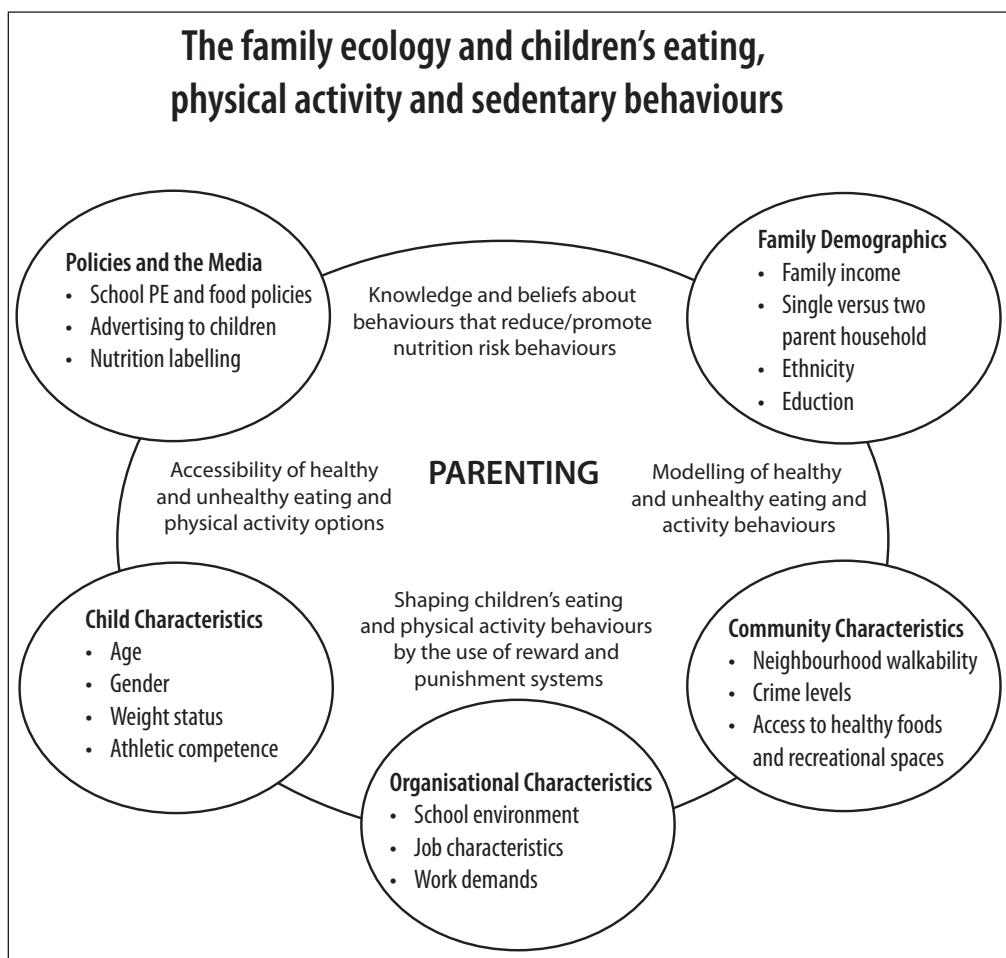 The family ecology and children's eating,
physical activity and sedentary behaviours
Policies and the Media
• School PE and food policies
• Advertising to children
• Nutrition labelling
Knowledge and beliefs about
behaviours that reduce/promote
nutrition risk behaviours
Family Demographics
• Family income
• Single versus two
parent household
• Ethnicity
• Eduction
Accessibility of healthy
and unhealthy eating and
physical activity options
PARENTING
Modelling of healthy
and unhealthy eating and
activity behaviours
Child Characteristics
• Age
• Gender
• Weight status
• Athletic competence
Shaping children's eating
and physical activity behaviours
by the use of reward and
punishment systems
Community Characteristics
• Neighbourhood walkability
• Crime levels
• Access to healthy foods
and recreational spaces
Organisational Characteristics
• School environment
• Job characteristics
• Work demands